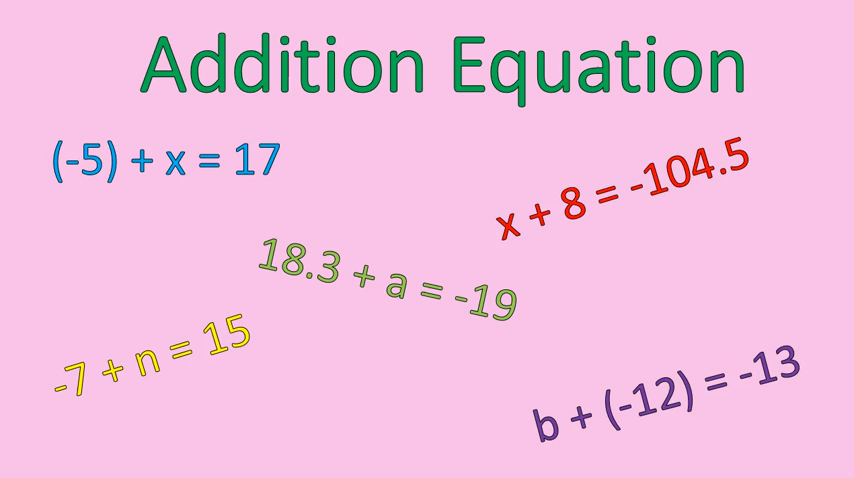 Addition Equation
(-5) + x = 17
x + 8 = -104.5
18.3 + a = -19
-7 + n = 15
b + (-12) = -13